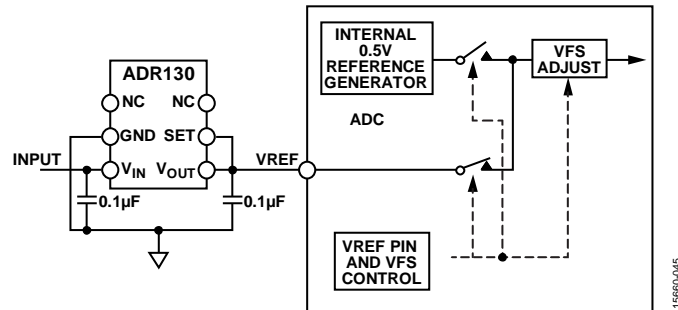 INTERNAL
0.5V
REFERENCE
GENERATOR
VFS
ADJUST
ADR130
NC NC
ADC
GND SET
INPUT
VIN VOUT
VREF
0.1µF 0.1µF
VREF PIN
AND VFS
CONTROL
15660-045